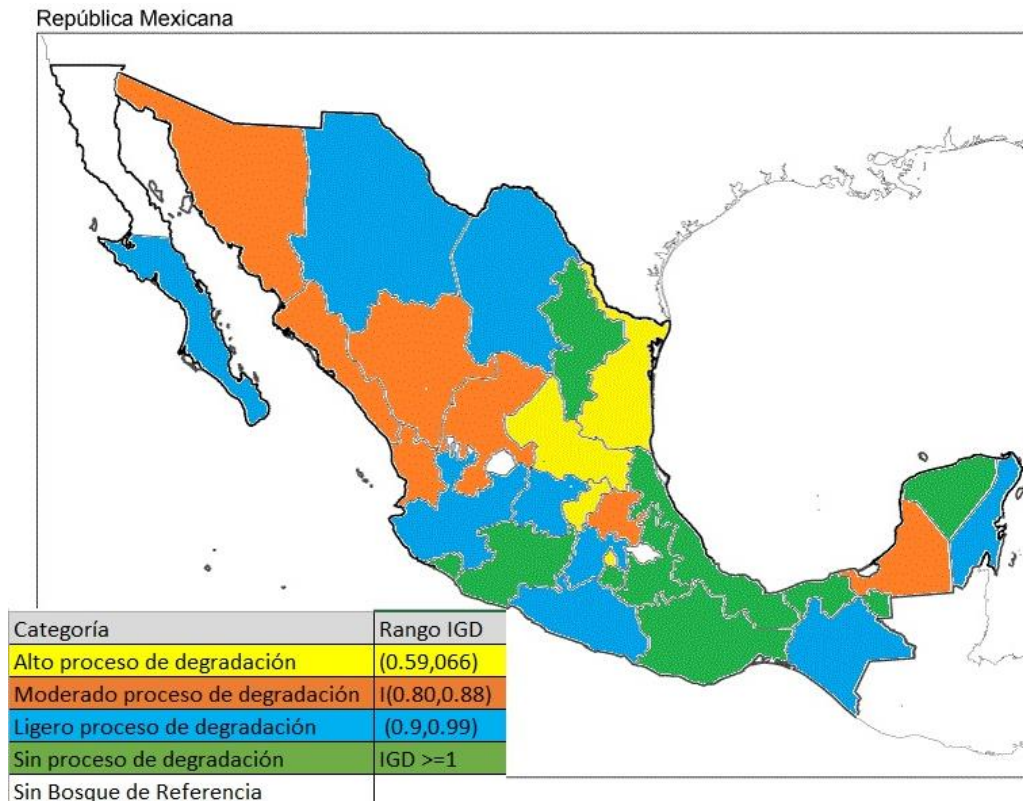 República Mexicana
Categoría Rango IGD
Alto proceso de degradación (0.59,066)
Moderado proceso de degradación I(0.80,0.88)
Ligero proceso de degradación (0.9,0.99)
Sin proceso de degradación IGD >=1
Sin Bosque de Referencia